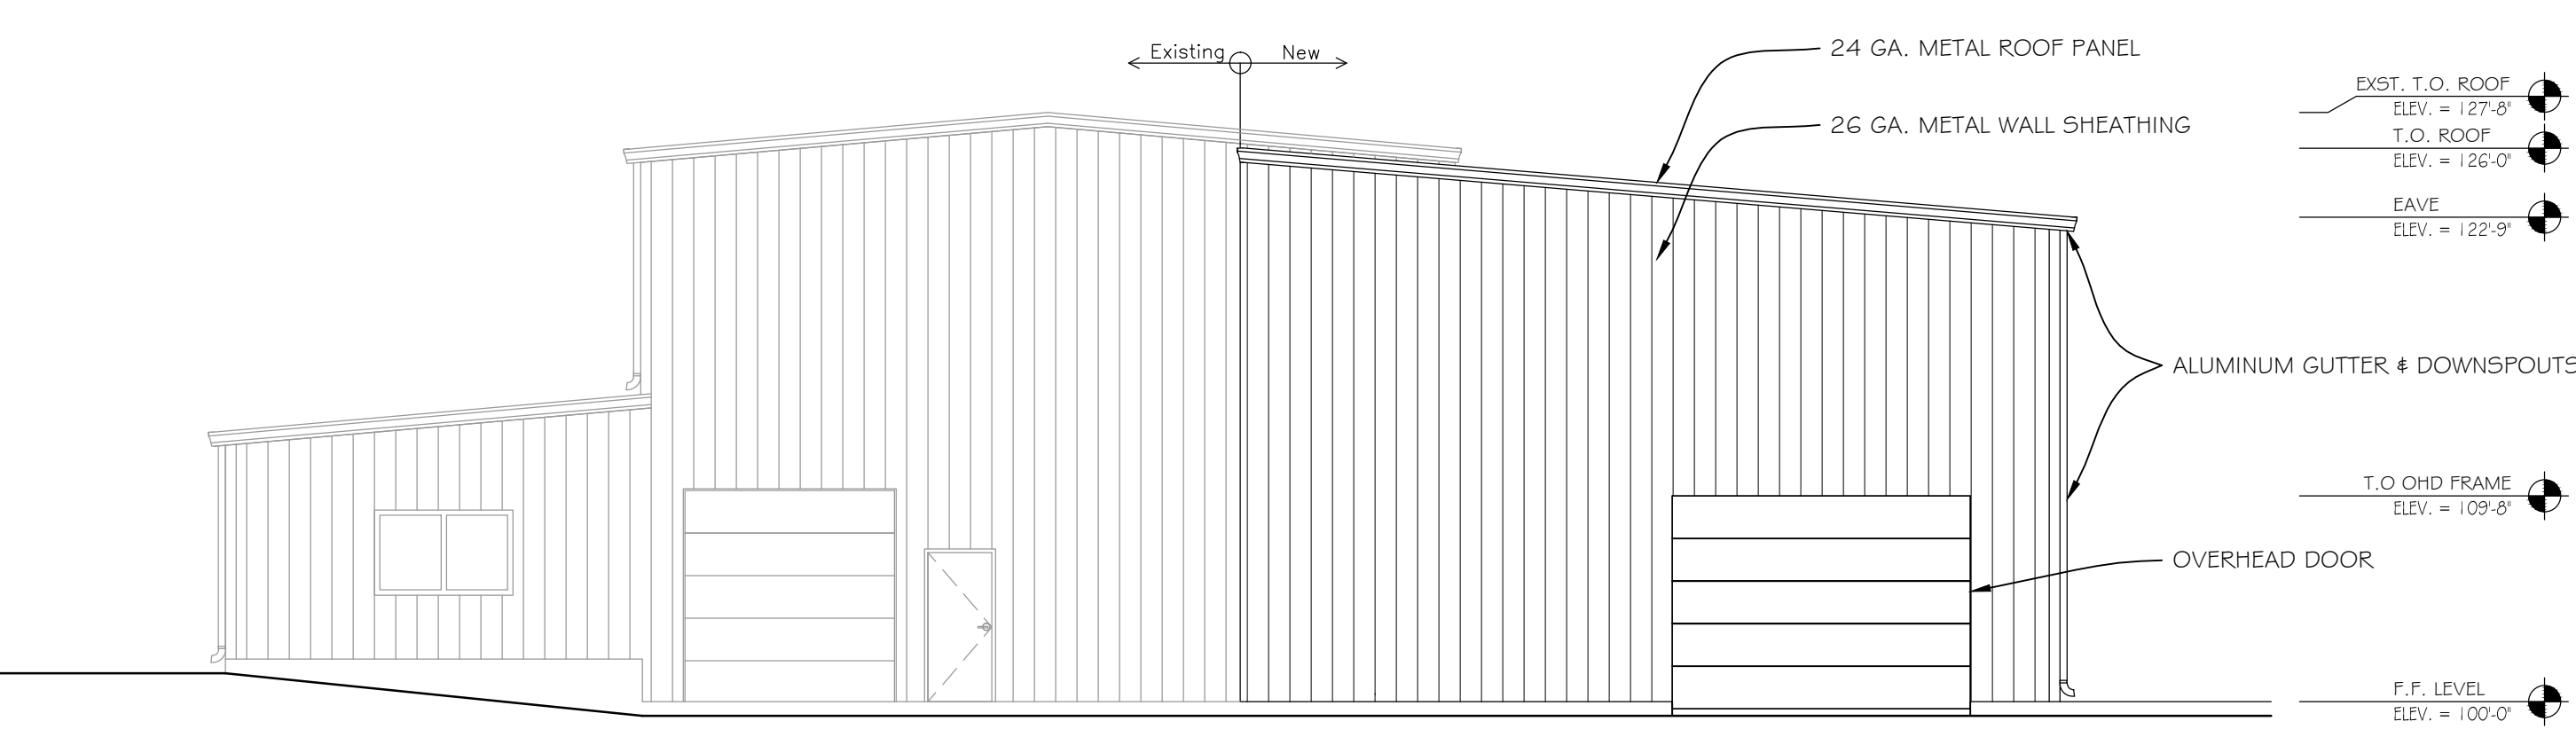 Existing New
24 GA. METAL ROOF PANEL
26 GA. METAL WALL SHEATHING
EXST. T.O. ROOF
ELEV. = 127'-8"
T.O. ROOF
ELEV. = 126'-0"
EAVE
ELEV. = 122'-9"
ALUMINUM GUTTER & DOWNSPOUTS
T.O OHD FRAME
ELEV. = 109'-8"
OVERHEAD DOOR
F.F. LEVEL
ELEV. = 100'-0"